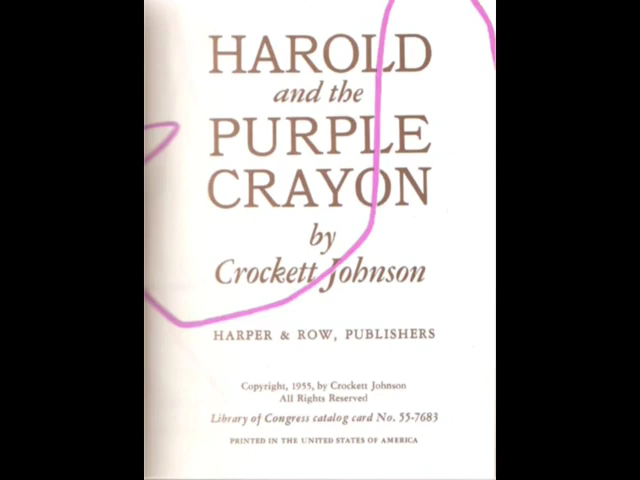 HAROLD
and the
PURPLE
CRAYON
by
Crockett Johnson
HARPER & ROW, PUBLISHERS
Copyright, 1955, by Crockett Johnson
All Rights Reserved
Library of Congress catalog card No. 55-7683
PRINTED IN THE UNITED STATES OF AMERICA